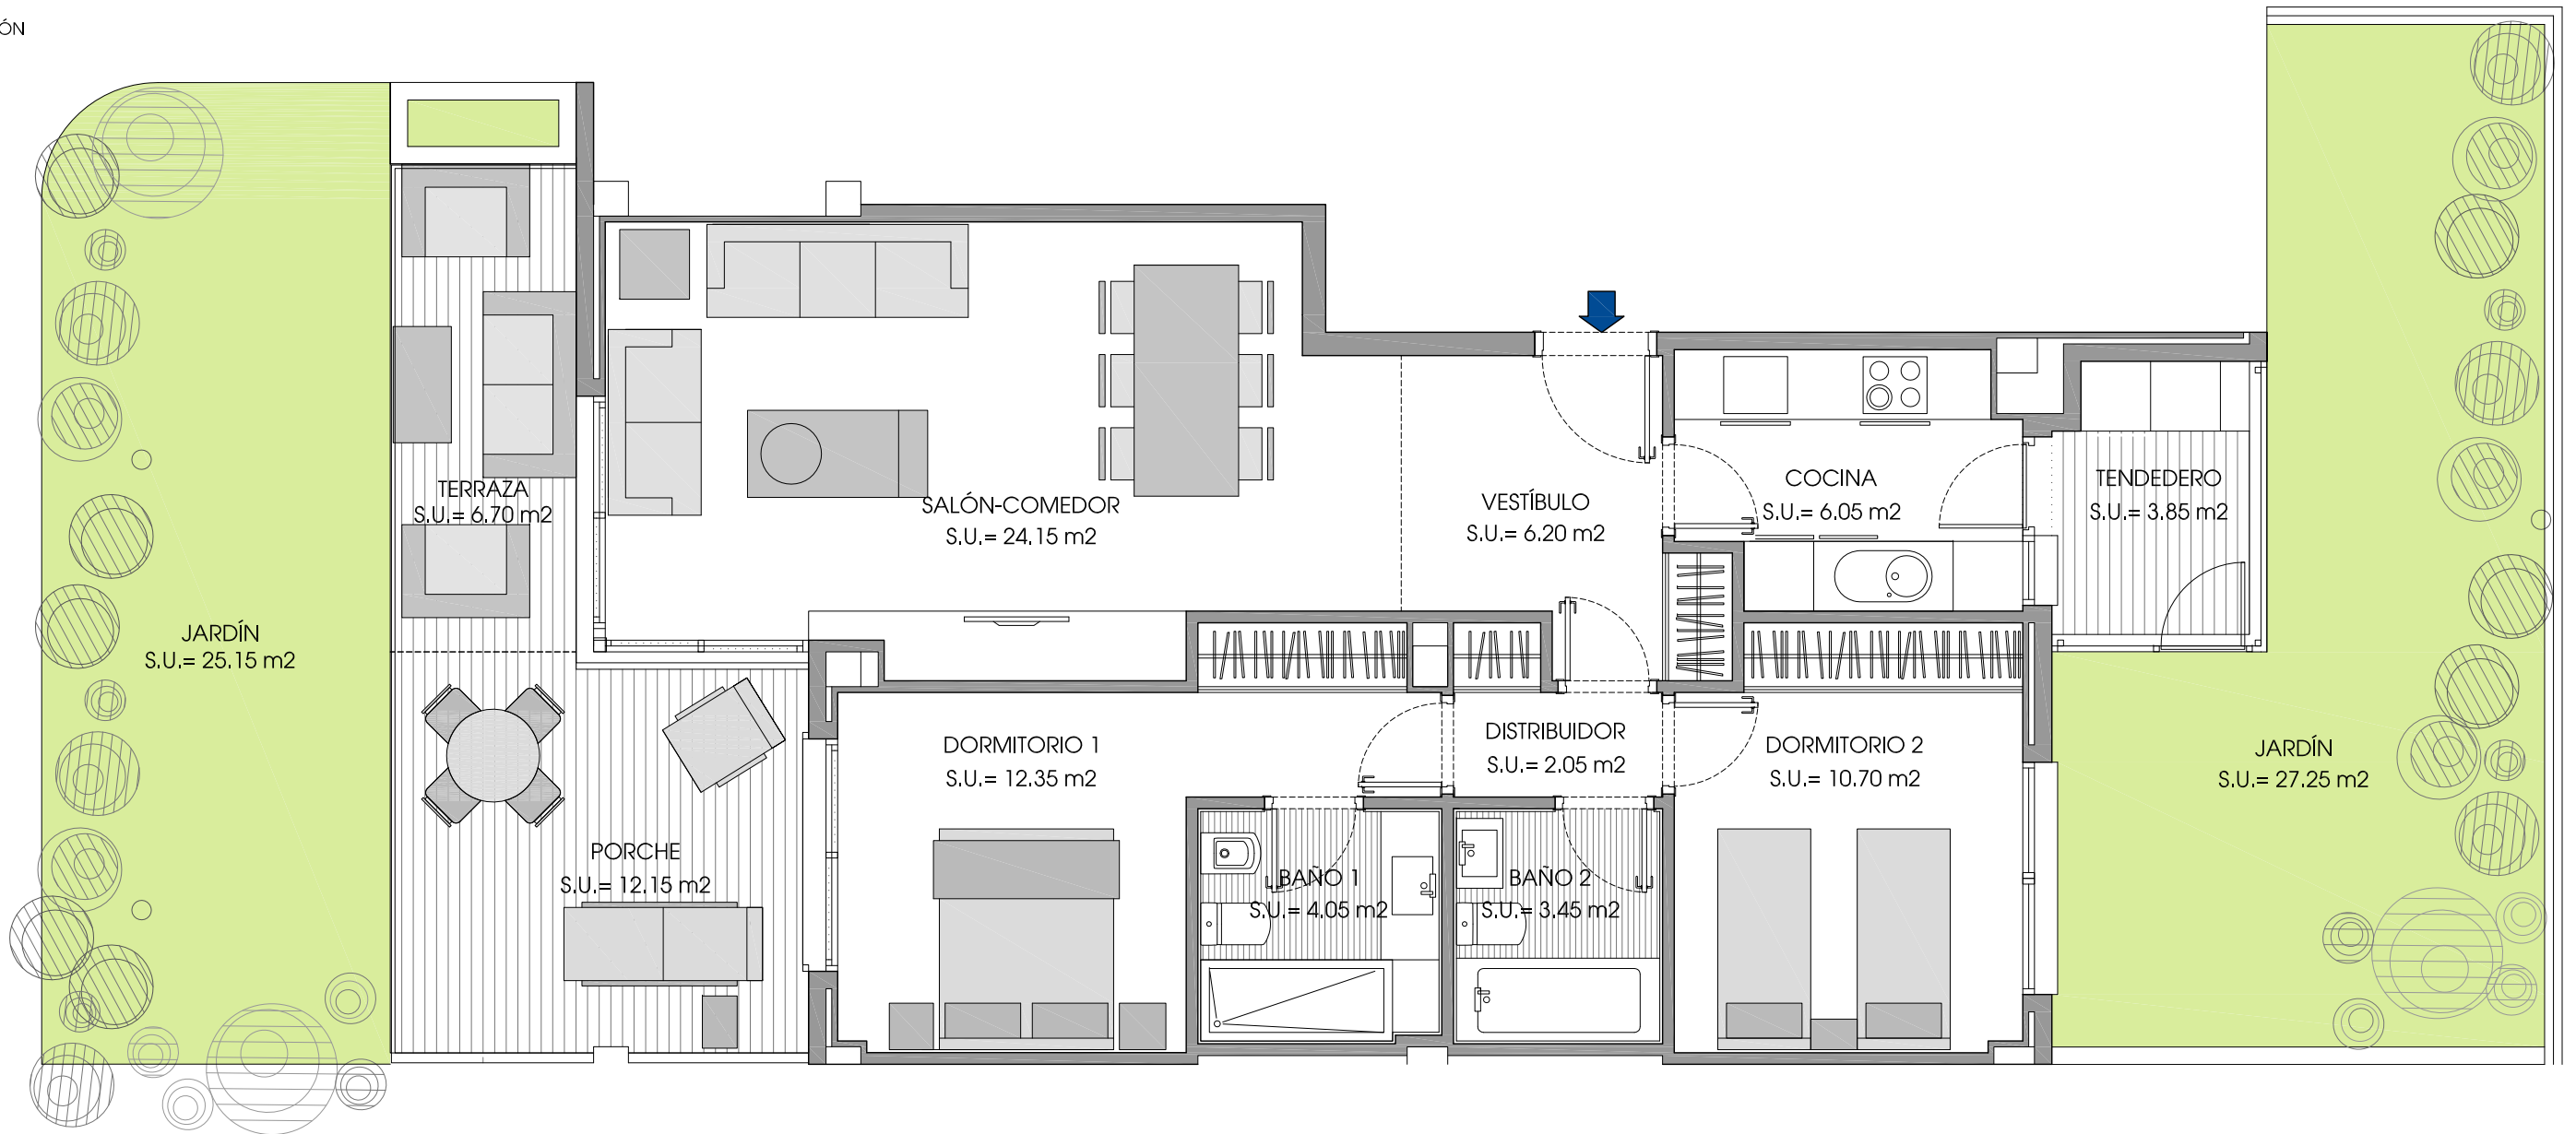 ÓN
TERRAZA
S.U.= 6.70 m2
SALÓN-COMEDOR
S.U.= 24.15 m2
VESTÍBULO
S.U.= 6.20 m2
COCINA
S.U.= 6.05 m2
TENDEDERO
S.U.= 3.85 m2
JARDÍN
S.U.= 25.15 m2
DORMITORIO 1
S.U.= 12.35 m2
DISTRIBUIDOR
S.U.= 2.05 m2
DORMITORIO 2
S.U.= 10.70 m2
JARDÍN
S.U.= 27.25 m2
PORCHE
S.U.= 12.15 m2
BAÑO 1
S.U.= 4.05 m2
BAÑO 2
S.U.= 3.45 m2